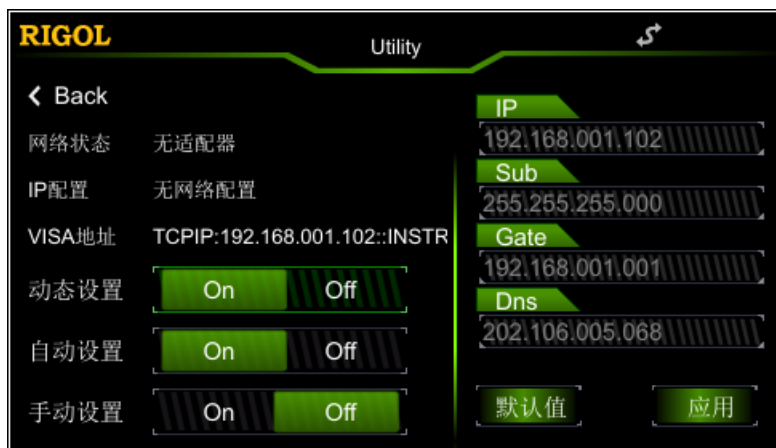 RIGOL
Utility
Back
网络状态 无适配器
IP配置 无网络配置
VISA地址 TCPIP:192.168.001.102::INSTR
动态设置 On Off
自动设置 On Off
手动设置 On Off
IP
192.168.001.102
Sub
255.255.255.000
Gate
192.168.001.001
Dns
202.106.005.068
默认值 应用